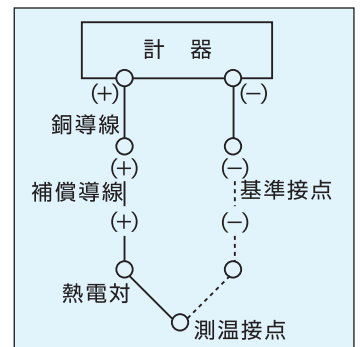 計 器
(+) (−)
銅導線
(+) (−)
補償導線 基準接点
(+) (−)
熱電対
測温接点